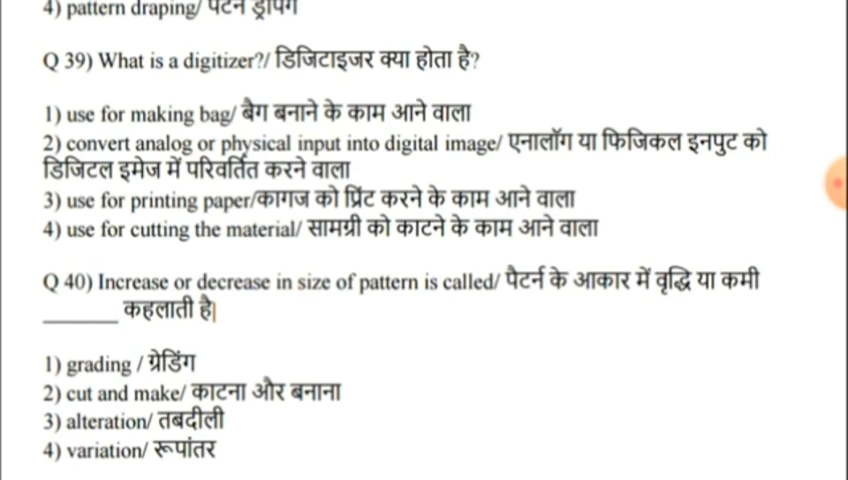 4) pattern draping/ पैटर्न ड्रेपिंग
Q 39) What is a digitizer?/ डिजिटाइजर क्या होता है?
1) use for making bag/ बैग बनाने के काम आने वाला
2) convert analog or physical input into digital image/ एनालॉग या फिजिकल इनपुट को
डिजिटल इमेज में परिवर्तित करने वाला
3) use for printing paper/कागज को प्रिंट करने के काम आने वाला
4) use for cutting the material/ सामग्री को काटने के काम आने वाला
Q 40) Increase or decrease in size of pattern is called/ पैटर्न के आकार में वृद्धि या कमी
_______ कहलाती है|
1) grading / ग्रेडिंग
2) cut and make/ काटना और बनाना
3) alteration/ तबदीली
4) variation/ रूपांतर